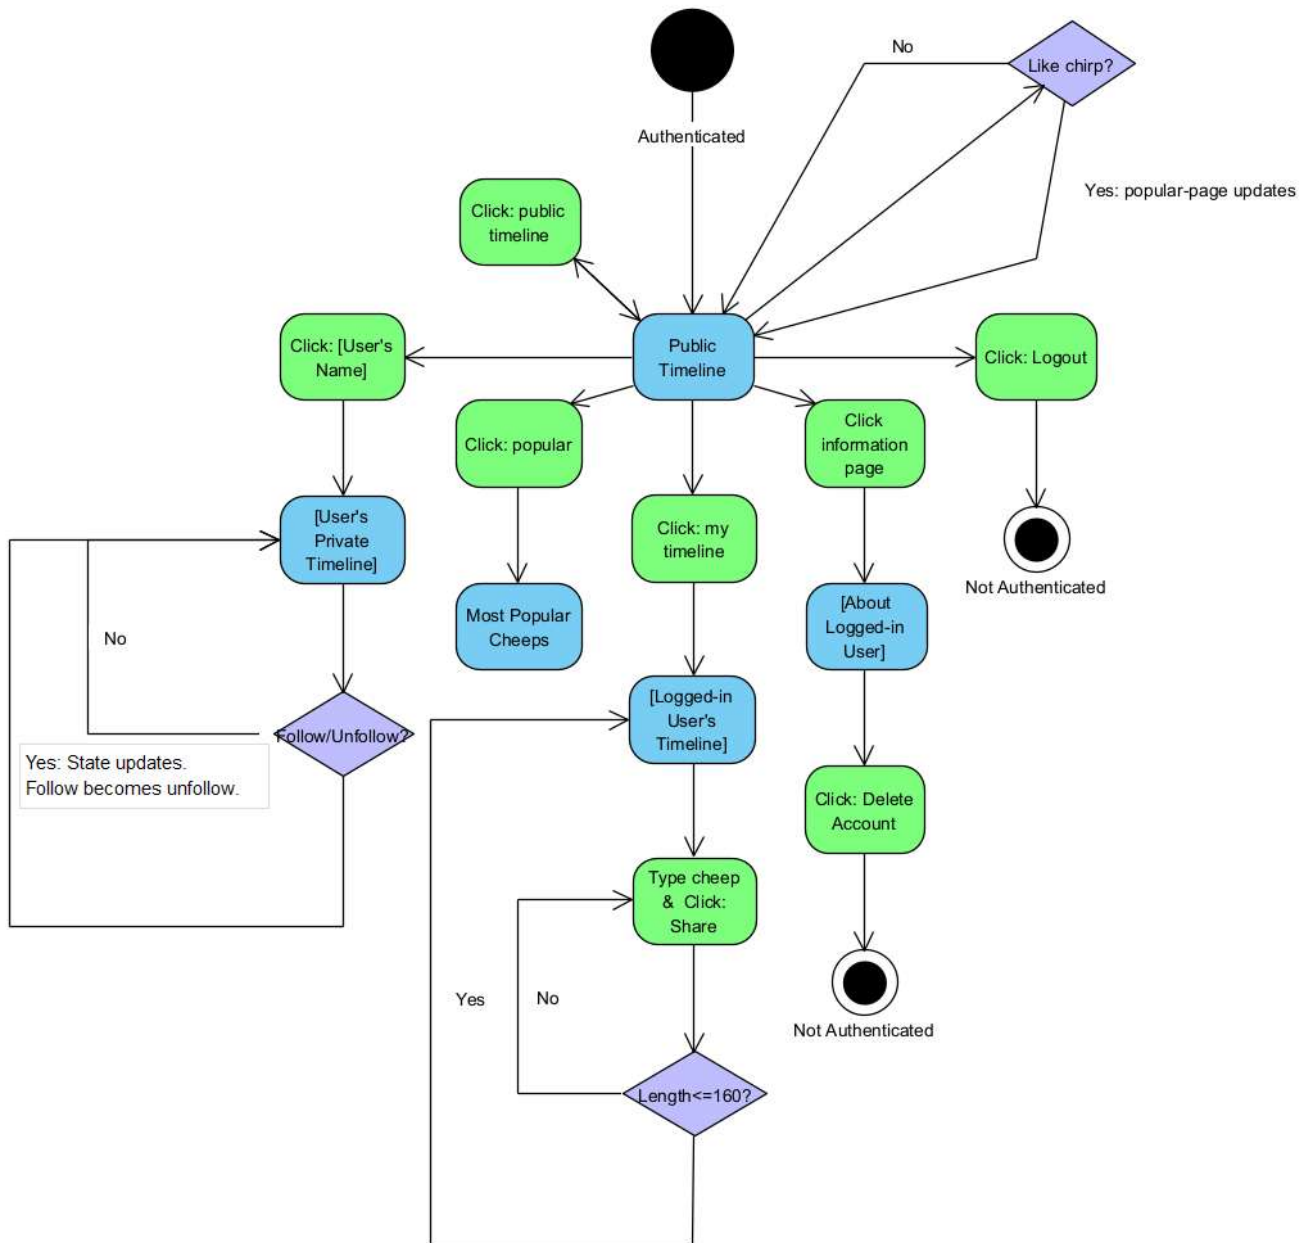 No
Like chirp?
Authenticated
Yes: popular-page updates
Click: public
timeline
Click: [User's
Name]
Public
Timeline
Click: Logout
Click: popular
Click
information
page
[User's
Private
Timeline]
Click: my
timeline
Not Authenticated
Most Popular
Cheeps
[About
Logged-in
User]
No
[Logged-in
User's
Timeline]
Follow/Unfollow?
Yes: State updates.
Follow becomes unfollow.
Click: Delete
Account
Type cheep
& Click:
Share
Yes
No
Not Authenticated
Length<=160?